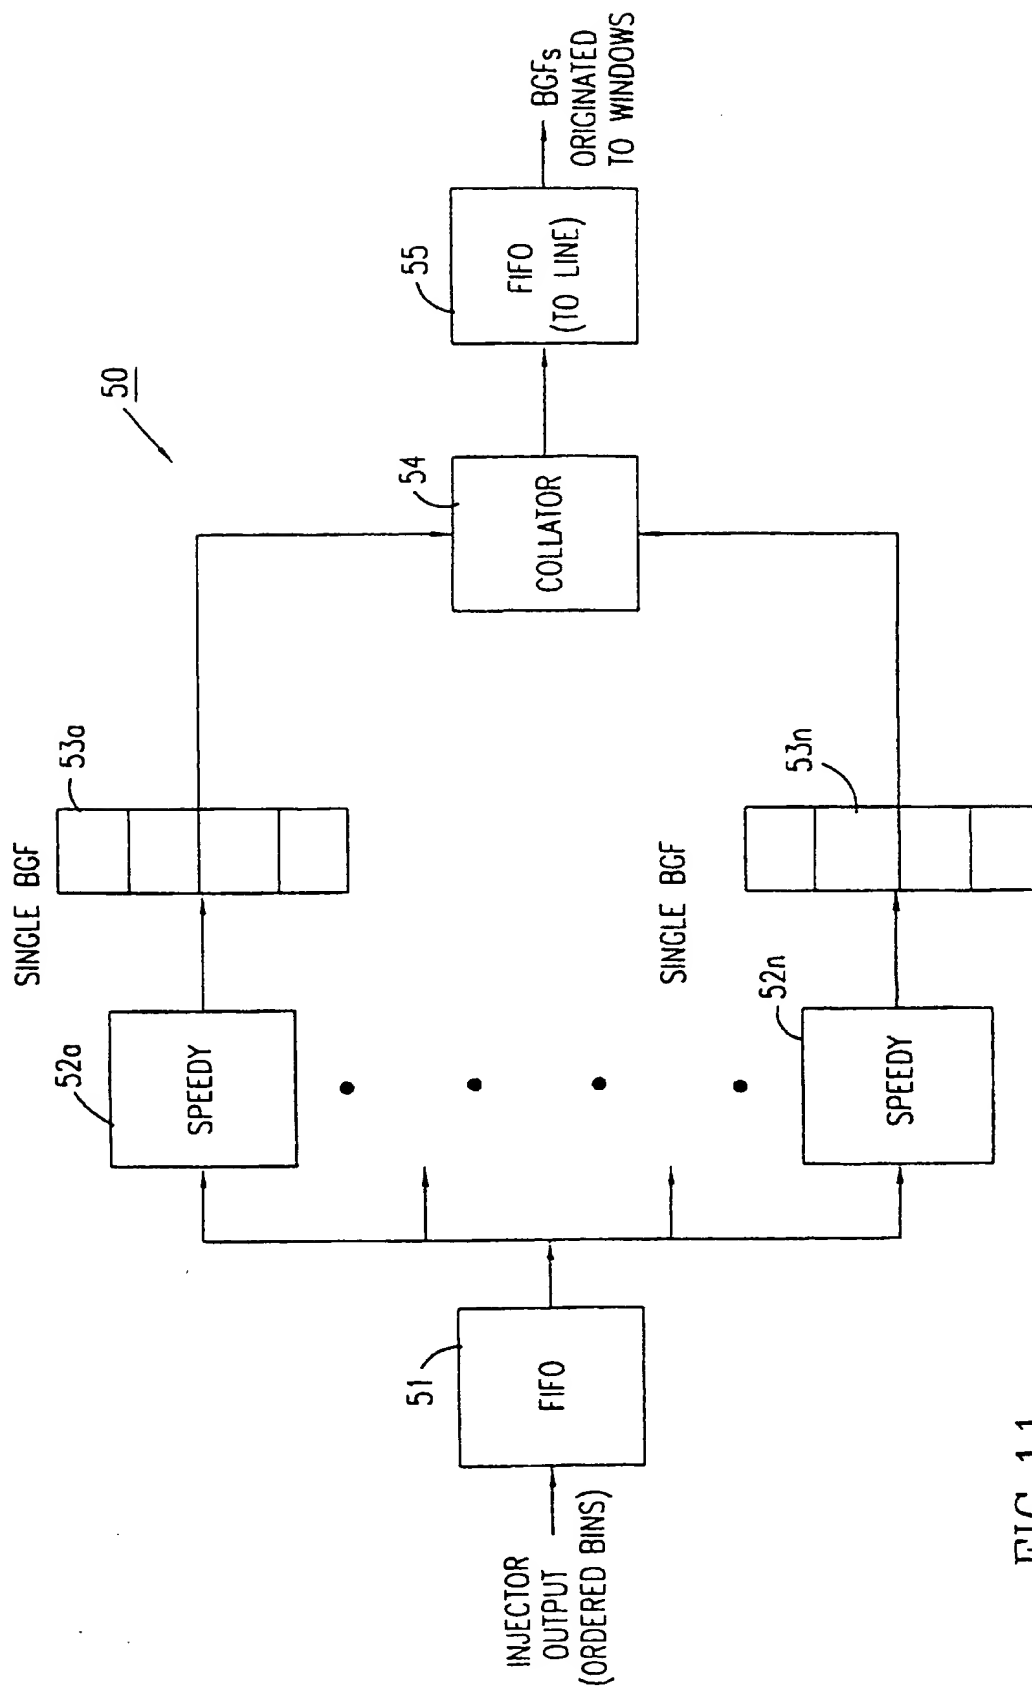 50
INJECTOR
OUTPUT
(ORDERED BINS)
51
FIFO
52a
SPEEDY
SINGLE BGF
53a
52n
SPEEDY
SINGLE BGF
53n
54
COLLATOR
55
FIFO
(TO LINE)
BGFs
ORIGINATED
TO WINDOWS
FIG. 11